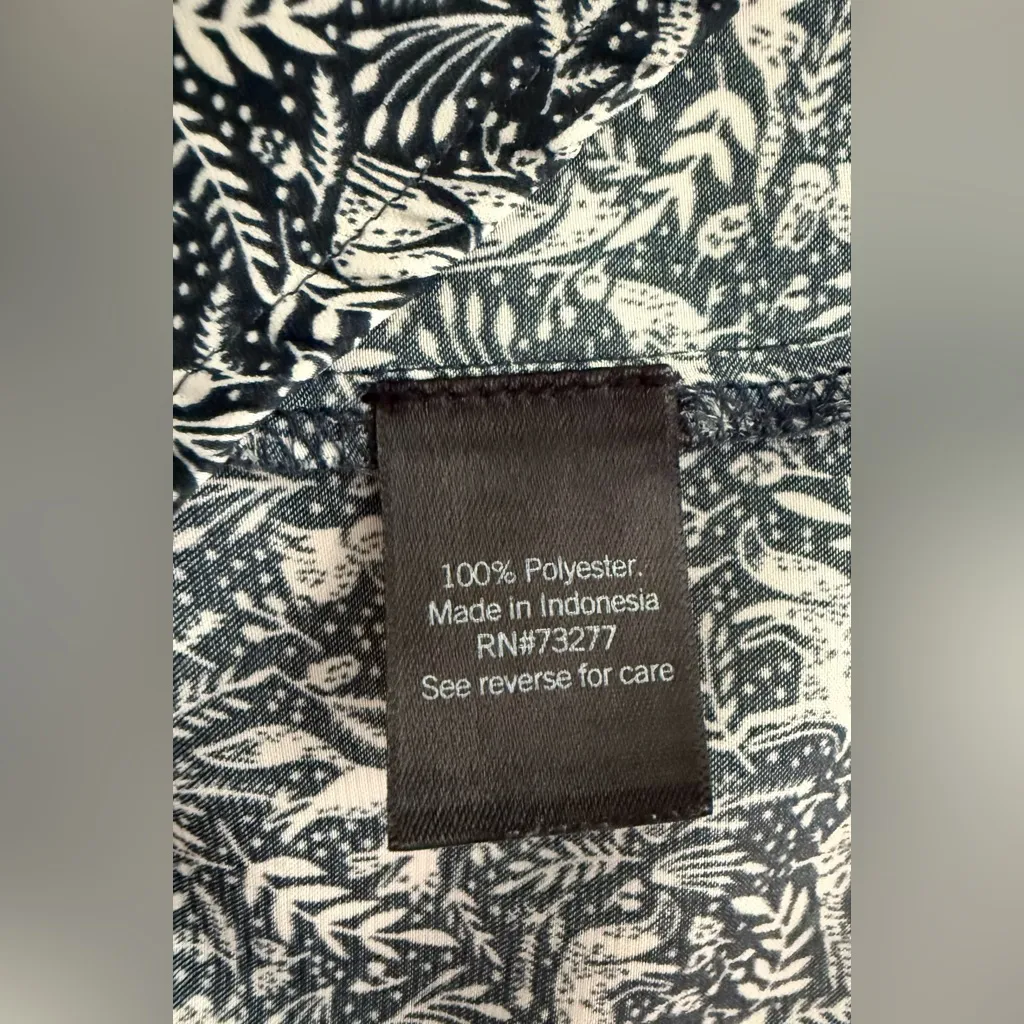 100% Polyester.
Made in Indonesia
RN#73277
See reverse for care